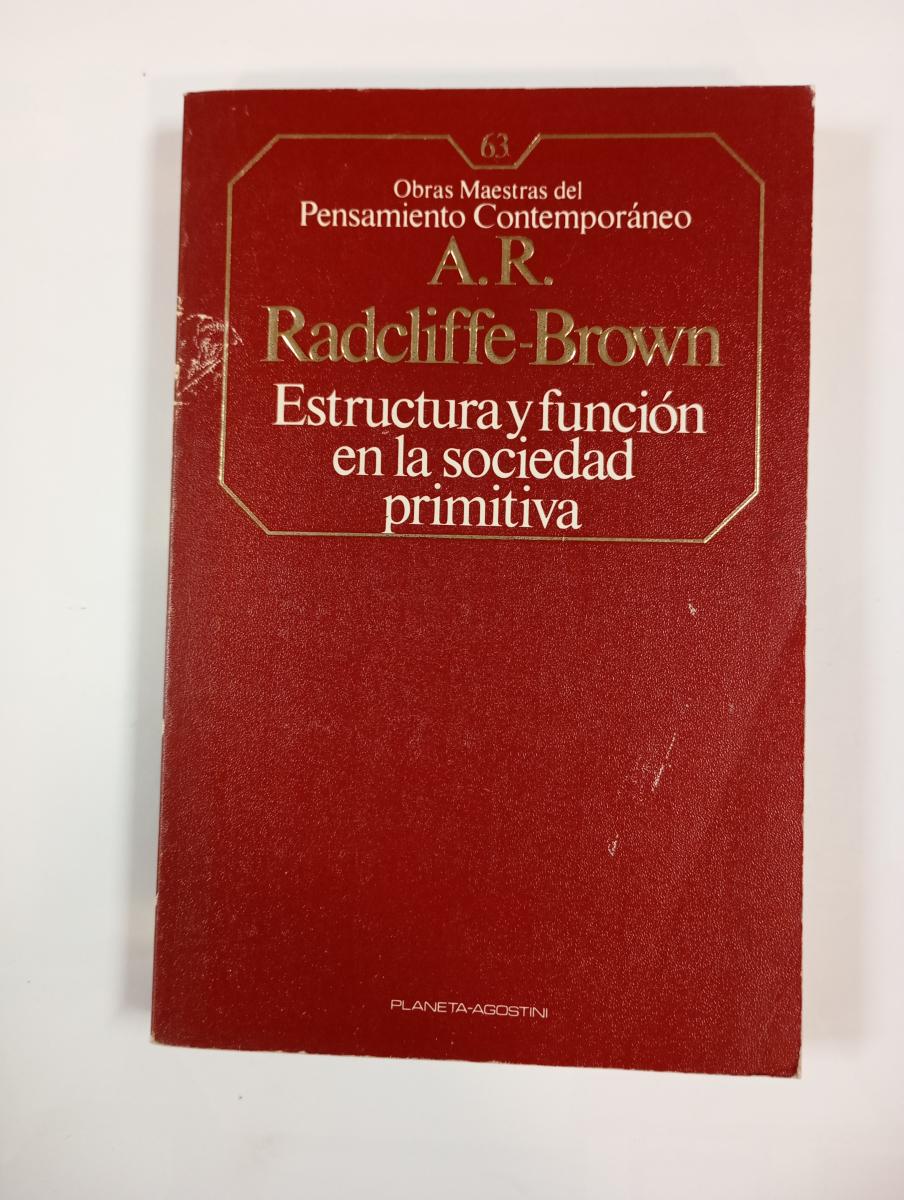 63
Obras Maestras del
Pensamiento Contemporáneo
A.R.
Radcliffe-Brown
Estructura y función
en la sociedad
primitiva
PLANETA-AGOSTINI